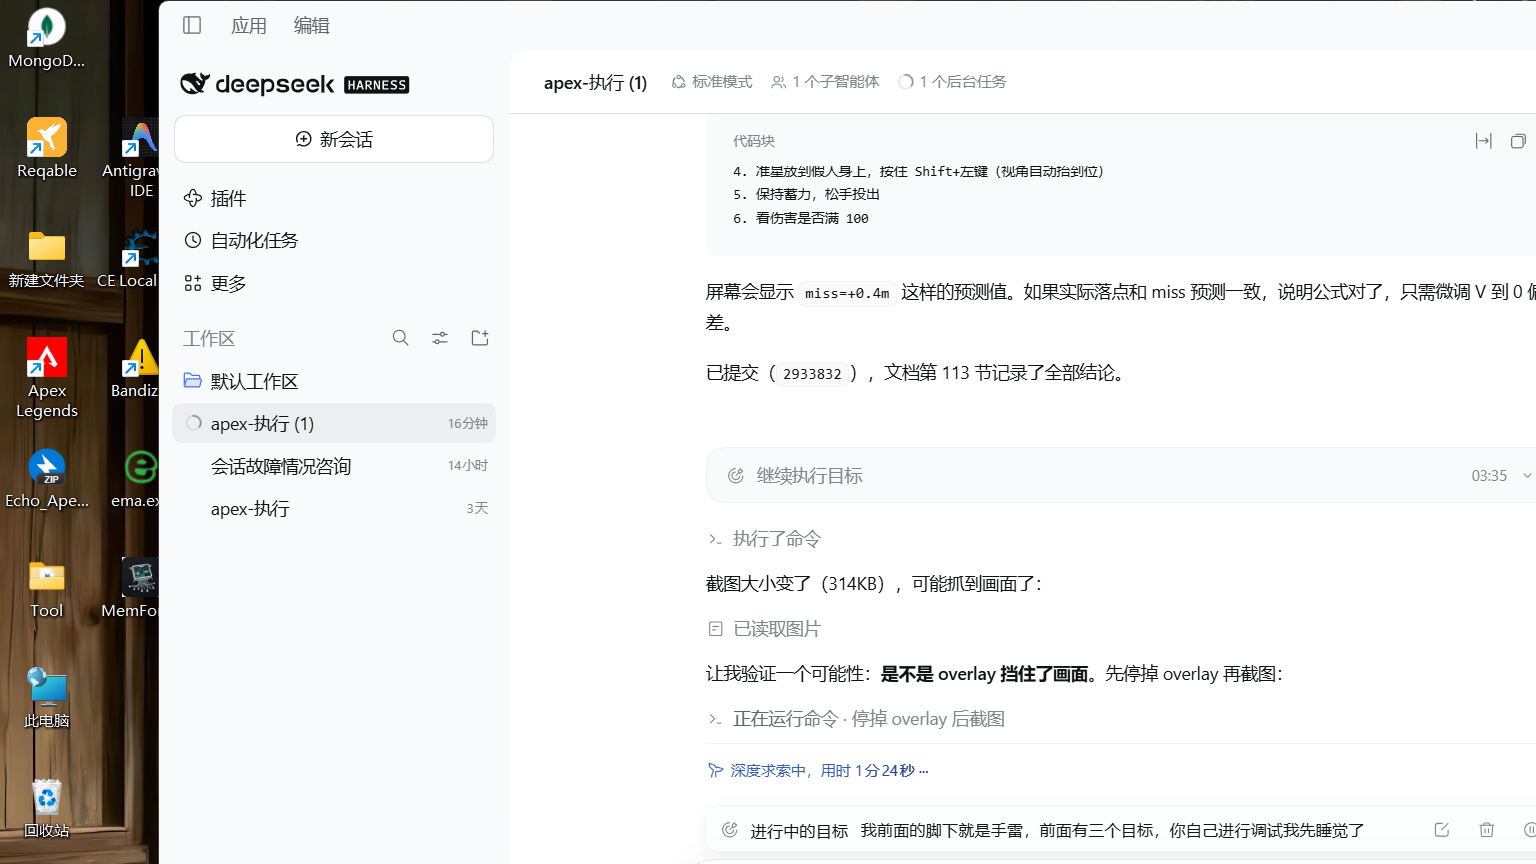 MongoD...
Reqable
Antigrav
IDE
新建文件夹
CE Local
Apex
Legends
Bandiz
ZIP
Echo_Ape...
ema.ex
Tool
MemFor
此电脑
回收站
应用
编辑
deepseek HARNESS
新会话
插件
自动化任务
更多
工作区
默认工作区
apex-执行 (1)
16分钟
会话故障情况咨询
14小时
apex-执行
3天
apex-执行 (1)
标准模式
1 个子智能体
1 个后台任务
代码块
4. 准星放到假人身上，按住 Shift+左键（视角自动抬到位）
5. 保持蓄力，松手投出
6. 看伤害是否满 100
屏幕会显示 miss=+0.4m 这样的预测值。如果实际落点和 miss 预测一致，说明公式对了，只需微调 V 到 0 偏
差。
已提交（2933832），文档第 113 节记录了全部结论。
继续执行目标
03:35
执行了命令
截图大小变了（314KB），可能抓到画面了：
已读取图片
让我验证一个可能性：是不是 overlay 挡住了画面。先停掉 overlay 再截图：
正在运行命令 · 停掉 overlay 后截图
深度求索中，用时 1分24秒 ···
进行中的目标 我前面的脚下就是手雷，前面有三个目标，你自己进行调试我先睡觉了